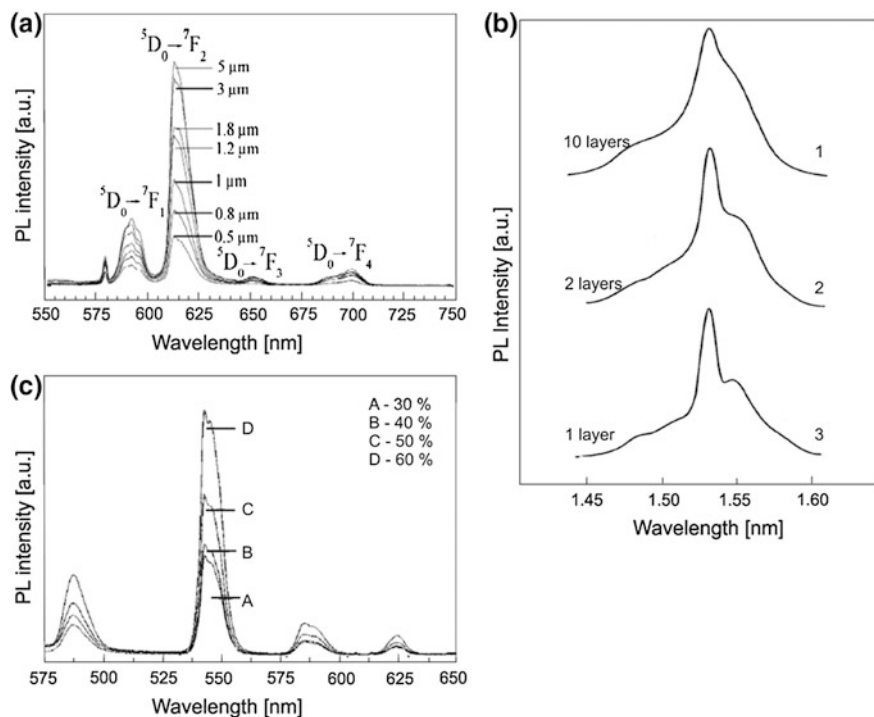 (a)
⁵D₀→⁷F₂
5 µm
3 µm
1.8 µm
1.2 µm
1 µm
0.8 µm
0.5 µm
⁵D₀→⁷F₁
⁵D₀→⁷F₃
⁵D₀→⁷F₄
PL intensity [a.u.]
550 575 600 625 650 675 700 725 750
Wavelength [nm]
(b)
10 layers 1
2 layers 2
1 layer 3
PL Intensity [a.u.]
1.45 1.50 1.55 1.60
Wavelength [nm]
(c)
A - 30 %
B - 40 %
C - 50 %
D - 60 %
D
C
B
A
PL intensity [a.u.]
575 500 550 600 625 650
Wavelength [nm]